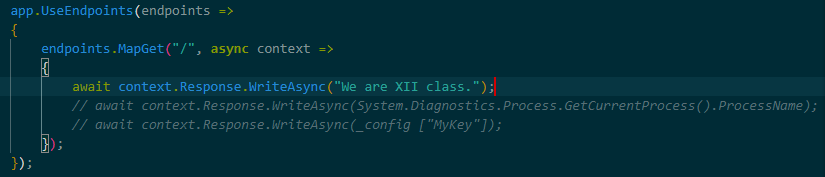 app.UseEndpoints(endpoints =>
{
    endpoints.MapGet("/", async context =>
    {
        await context.Response.WriteAsync("We are XII class.");
        // await context.Response.WriteAsync(System.Diagnostics.Process.GetCurrentProcess().ProcessName);
        // await context.Response.WriteAsync(_config ["MyKey"]);
    });
});